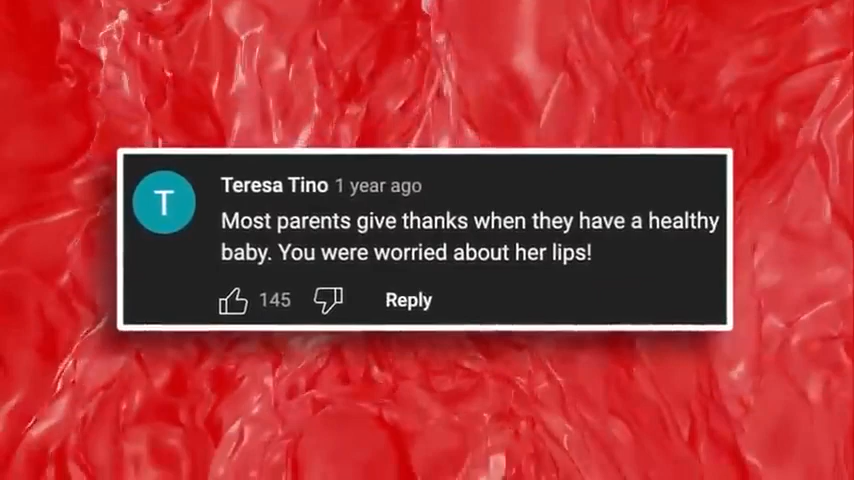 T
Teresa Tino 1 year ago
Most parents give thanks when they have a healthy
baby. You were worried about her lips!
145 Reply